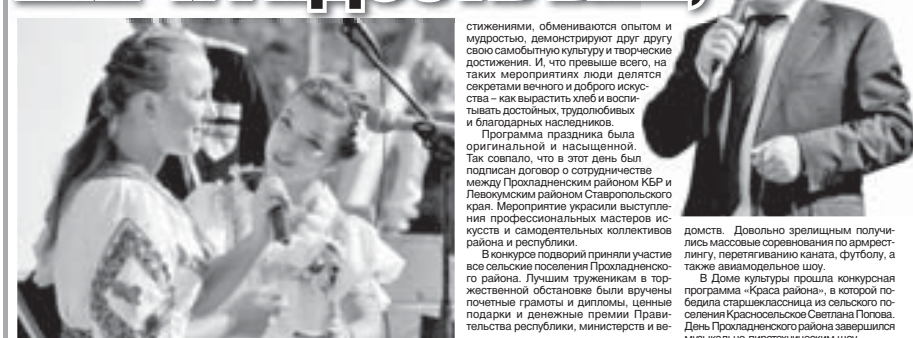 стижениями, обмениваются опытом и
мудростью, демонстрируют друг другу
свою самобытную культуру и творческие
достижения. И, что превыше всего, на
таких мероприятиях люди делятся
секретами вечного и доброго искус-
ства – как вырастить хлеб и воспи-
тывать достойных, трудолюбивых
и благодарных наследников.
Программа праздника была
оригинальной и насыщенной.
Так совпало, что в этот день был
подписан договор о сотрудничестве
между Прохладненским районом КБР и
Левокумским районом Ставропольского
края. Мероприятие украсили выступле-
ния профессиональных мастеров ис-
кусств и самодеятельных коллективов
района и республики.
В конкурсе подворий приняли участие
все сельские поселения Прохладненско-
го района. Лучшим труженикам в тор-
жественной обстановке были вручены
почетные грамоты и дипломы, ценные
подарки и денежные премии Прави-
тельства республики, министерств и ве-
домств. Довольно зрелищным получи-
лись массовые соревнования по армрест-
лингу, перетягиванию каната, футболу, а
также авиамодельное шоу.
В Доме культуры прошла конкурсная
программа «Краса района», в которой по-
бедила старшеклассница из сельского по-
селения Красносельское Светлана Попова.
День Прохладненского района завершился
музыкально-пиротехническим шоу.